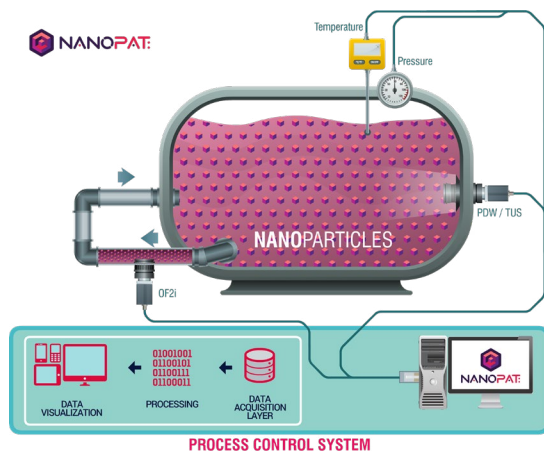 NANOPAT:
Temperature
Pressure
NANOPARTICLES
PDW / TUS
OF2i
01001001
01100101
01100111
01100011
DATA
VISUALIZATION
PROCESSING
DATA
ACQUISITION
LAYER
NANOPAT:
PROCESS CONTROL SYSTEM